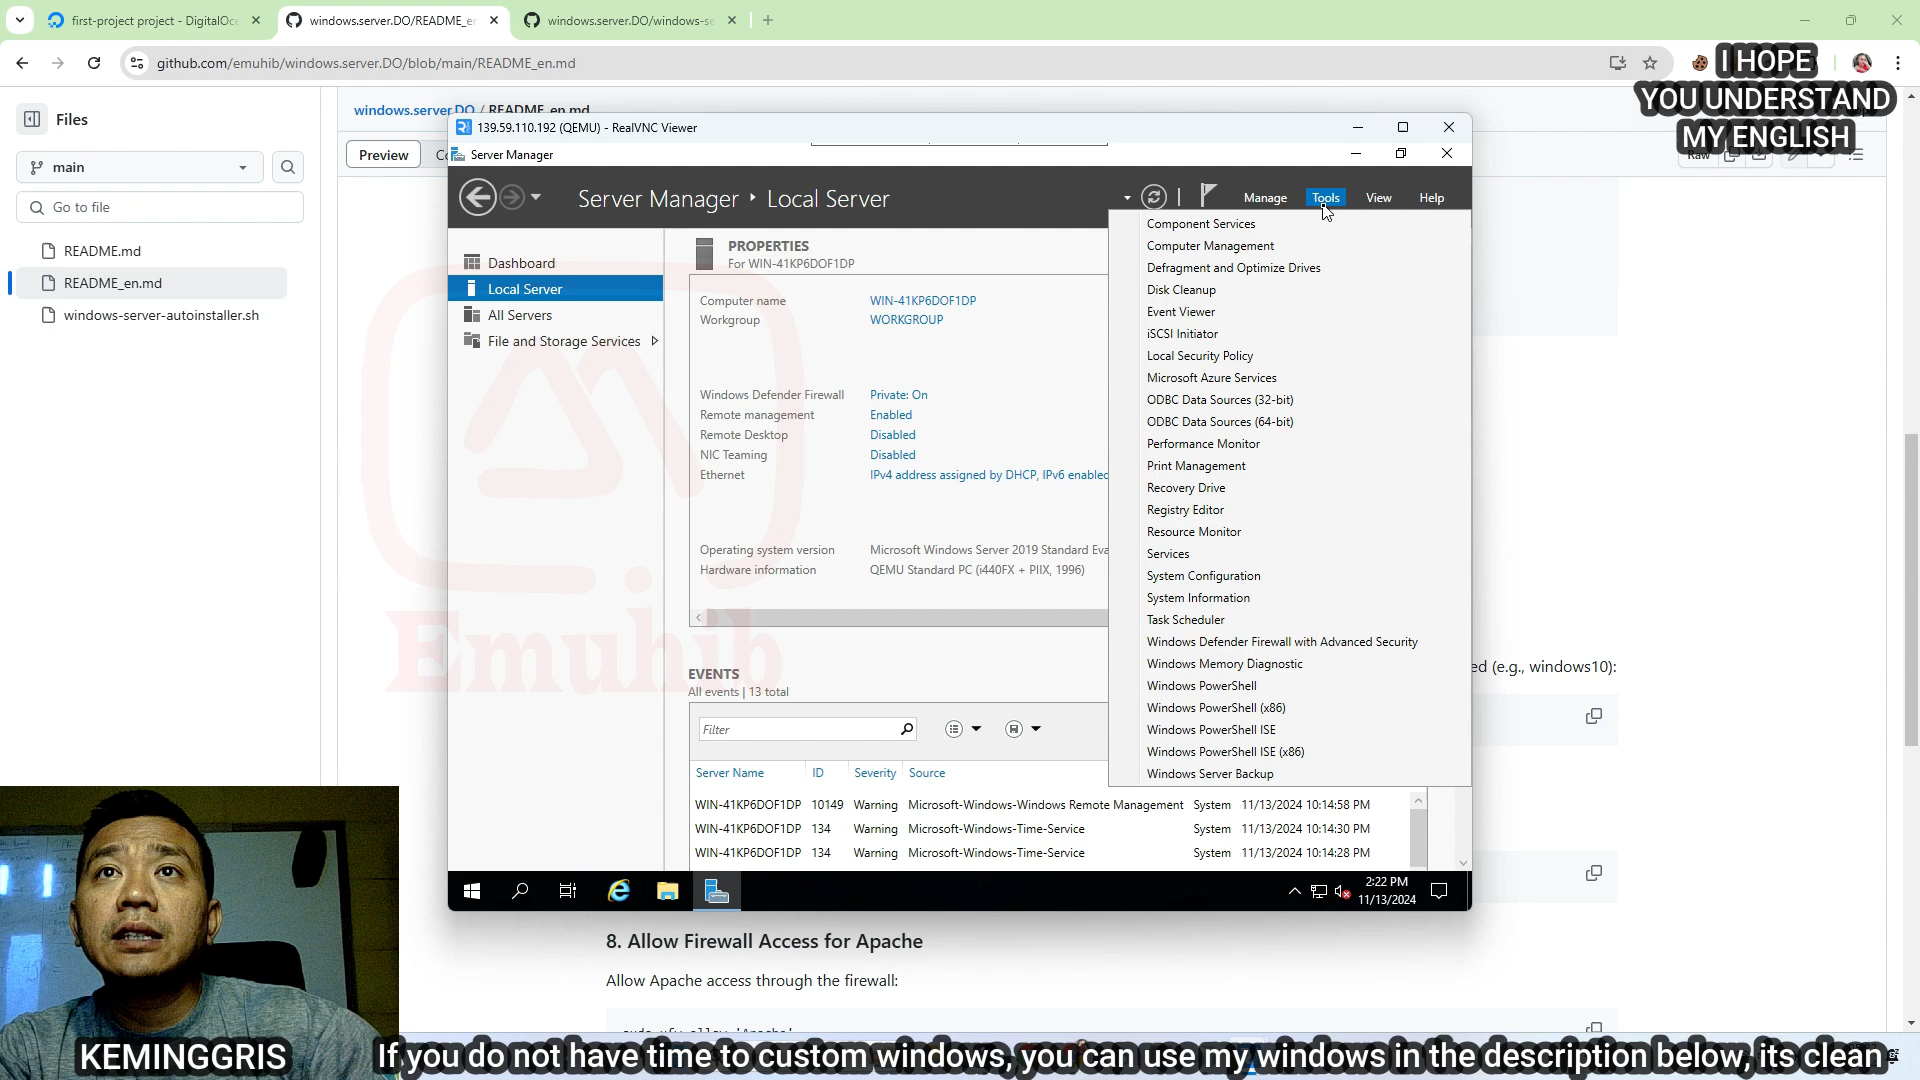 first-project project - DigitalOce
windows.server.DO/README_en
windows.server.DO/windows-se
github.com/emuhib/windows.server.DO/blob/main/README_en.md
I HOPE
YOU UNDERSTAND
MY ENGLISH
Files
main
Go to file
README.md
README_en.md
windows-server-autoinstaller.sh
windows.server.DO / README_en.md
Preview
Raw
139.59.110.192 (QEMU) - RealVNC Viewer
Server Manager
Server Manager
Local Server
Manage
Tools
View
Help
Dashboard
Local Server
All Servers
File and Storage Services
PROPERTIES
For WIN-41KP6DOF1DP
Computer name WIN-41KP6DOF1DP
Workgroup WORKGROUP
Windows Defender Firewall Private: On
Remote management Enabled
Remote Desktop Disabled
NIC Teaming Disabled
Ethernet IPv4 address assigned by DHCP, IPv6 enabled
Operating system version Microsoft Windows Server 2019 Standard Eva
Hardware information QEMU Standard PC (i440FX + PIIX, 1996)
Component Services
Computer Management
Defragment and Optimize Drives
Disk Cleanup
Event Viewer
iSCSI Initiator
Local Security Policy
Microsoft Azure Services
ODBC Data Sources (32-bit)
ODBC Data Sources (64-bit)
Performance Monitor
Print Management
Recovery Drive
Registry Editor
Resource Monitor
Services
System Configuration
System Information
Task Scheduler
Windows Defender Firewall with Advanced Security
Windows Memory Diagnostic
Windows PowerShell
Windows PowerShell (x86)
Windows PowerShell ISE
Windows PowerShell ISE (x86)
Windows Server Backup
Emuhib
EVENTS
All events | 13 total
Filter
Server Name ID Severity Source
WIN-41KP6DOF1DP 10149 Warning Microsoft-Windows-Windows Remote Management System 11/13/2024 10:14:58 PM
WIN-41KP6DOF1DP 134 Warning Microsoft-Windows-Time-Service System 11/13/2024 10:14:30 PM
WIN-41KP6DOF1DP 134 Warning Microsoft-Windows-Time-Service System 11/13/2024 10:14:28 PM
2:22 PM
11/13/2024
ed (e.g., windows10):
8. Allow Firewall Access for Apache
Allow Apache access through the firewall:
KEMINGGRIS
If you do not have time to custom windows, you can use my windows in the description below, its clean